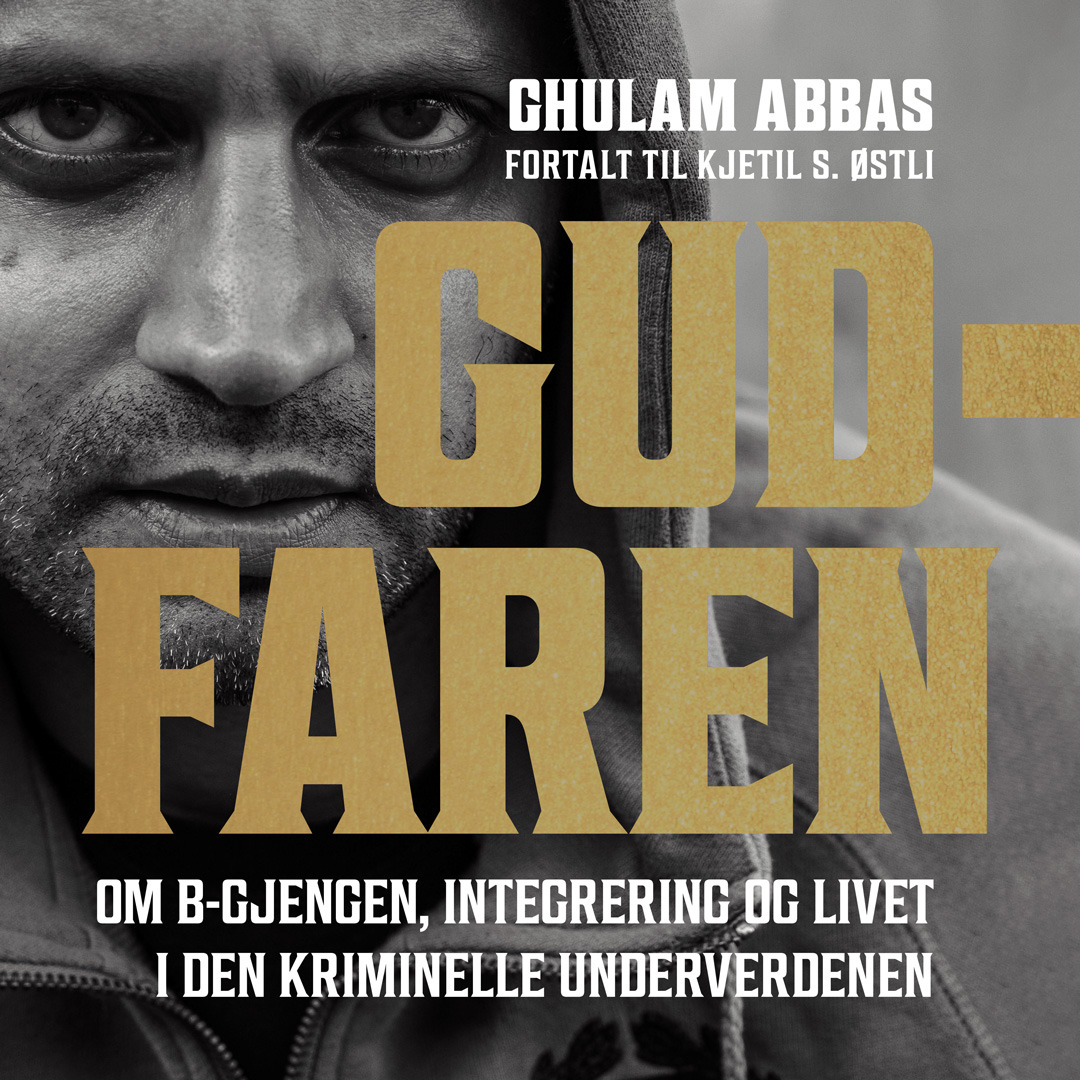 GHULAM ABBAS
FORTALT TIL KJETIL S. ØSTLI
GUD-
FAREN
OM B-GJENGEN, INTEGRERING OG LIVET
I DEN KRIMINELLE UNDERVERDENEN